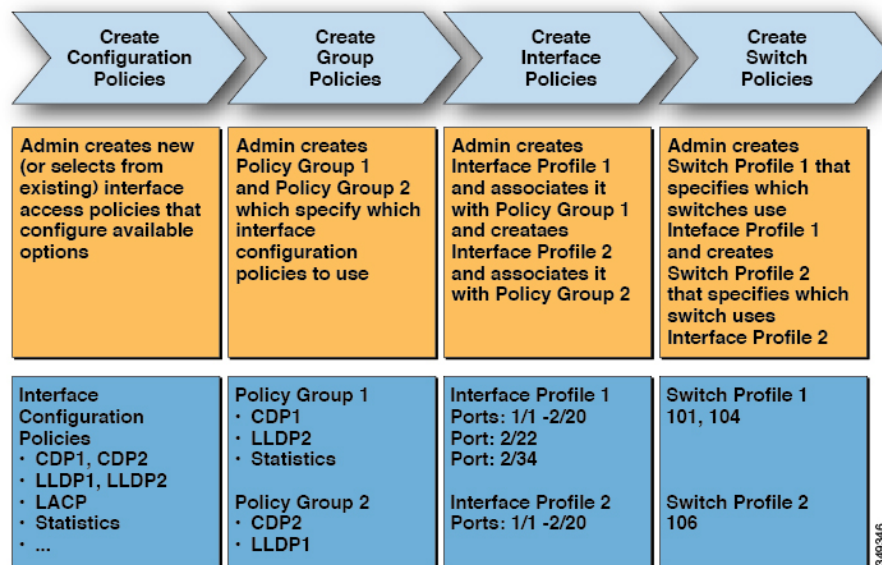 Create
Configuration
Policies
Create
Group
Policies
Create
Interface
Policies
Create
Switch
Policies
Admin creates new
(or selects from
existing) interface
access policies that
configure available
options
Admin creates
Policy Group 1
and Policy Group 2
which specify which
interface
configuration
policies to use
Admin creates
Interface Profile 1
and associates it
with Policy Group 1
and creataes
Interface Profile 2
and associates it
with Policy Group 2
Admin creates
Switch Profile 1 that
specifies which
switches use
Inteface Profile 1
and creates
Switch Profile 2
that specifies which
switch uses
Interface Profile 2
Interface
Configuration
Policies
· CDP1, CDP2
· LLDP1, LLDP2
· LACP
· Statistics
· ...
Policy Group 1
· CDP1
· LLDP2
· Statistics
Policy Group 2
· CDP2
· LLDP1
Interface Profile 1
Ports: 1/1 -2/20
Port: 2/22
Port: 2/34
Interface Profile 2
Ports: 1/1 -2/20
Switch Profile 1
101, 104
Switch Profile 2
106
349346